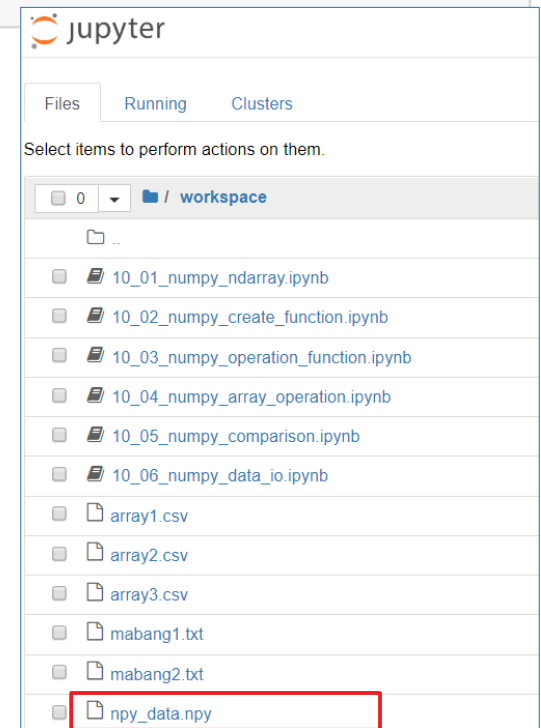 jupyter
Files Running Clusters
Select items to perform actions on them.
0 / workspace
..
10_01_numpy_ndarray.ipynb
10_02_numpy_create_function.ipynb
10_03_numpy_operation_function.ipynb
10_04_numpy_array_operation.ipynb
10_05_numpy_comparison.ipynb
10_06_numpy_data_io.ipynb
array1.csv
array2.csv
array3.csv
mabang1.txt
mabang2.txt
npy_data.npy